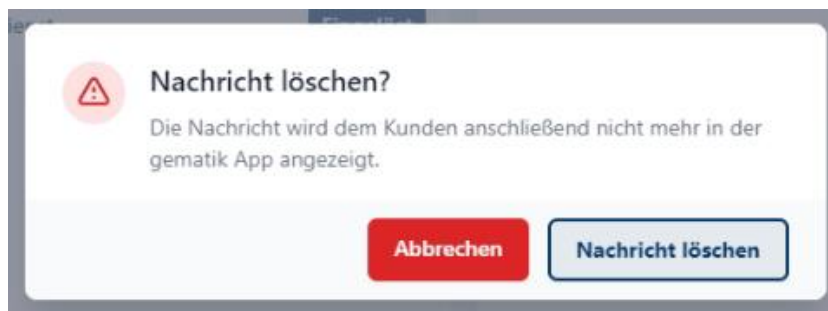 Nachricht löschen?
Die Nachricht wird dem Kunden anschließend nicht mehr in der
gematik App angezeigt.
Abbrechen
Nachricht löschen